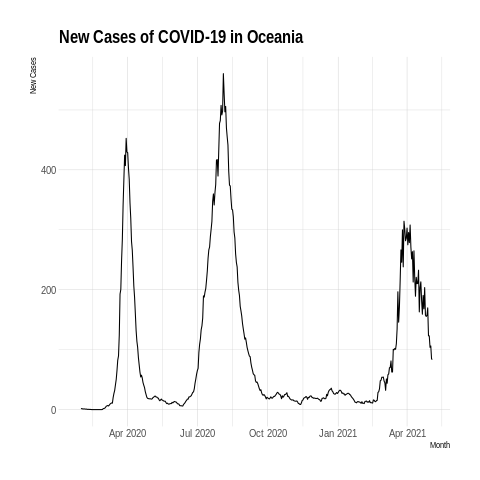 New Cases of COVID-19 in Oceania
New Cases
400
200
0
Apr 2020 Jul 2020 Oct 2020 Jan 2021 Apr 2021
Month